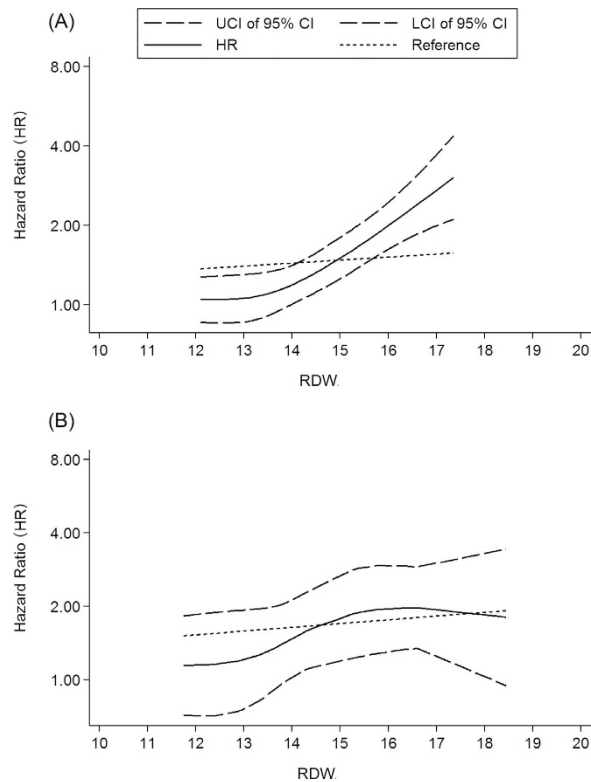 (A)
UCI of 95% CI LCI of 95% CI
HR Reference
Hazard Ratio (HR)
8.00
4.00
2.00
1.00
10 11 12 13 14 15 16 17 18 19 20
RDW.
(B)
Hazard Ratio (HR)
8.00
4.00
2.00
1.00
10 11 12 13 14 15 16 17 18 19 20
RDW.